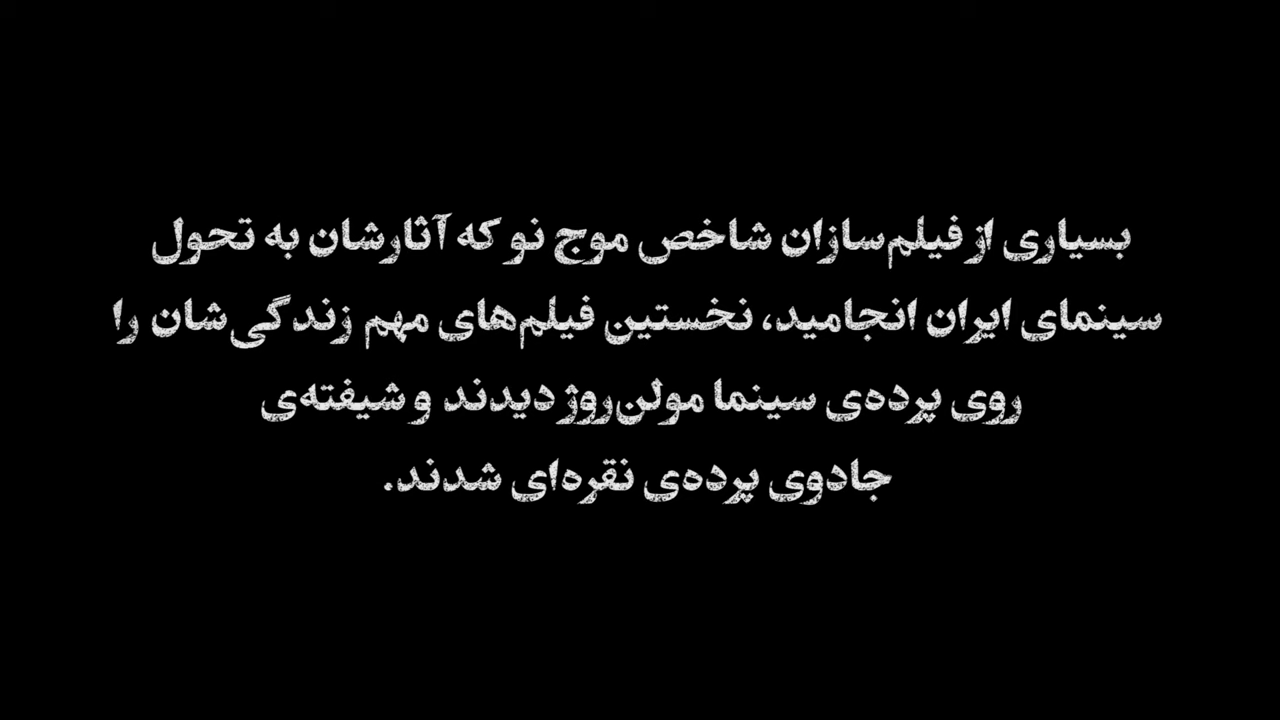 بسیاری از فیلم‌سازان شاخص موج نو که آثارشان به تحول
سینمای ایران انجامید، نخستین فیلم‌های مهم زندگی‌شان را
روی پرده‌ی سینما مولن‌روژ دیدند و شیفته‌ی
جادوی پرده‌ی نقره‌ای شدند.